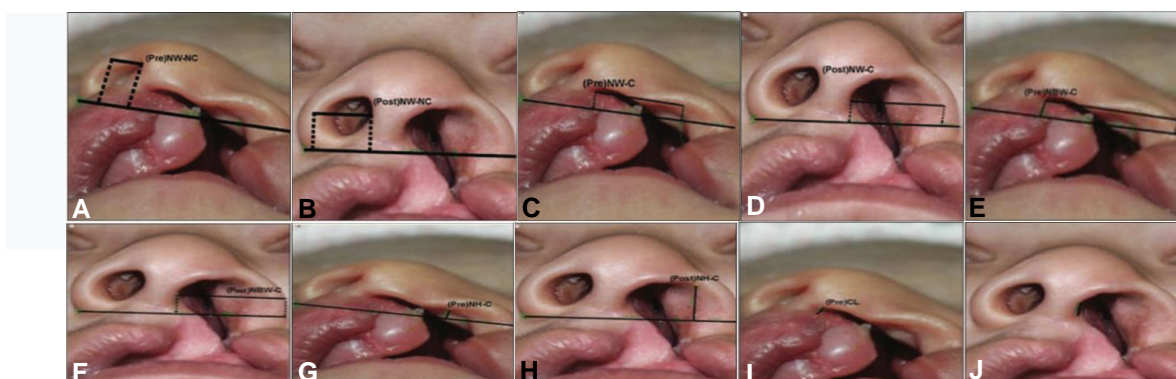 (Pre)NW-NC
(Post)NW-NC
(Pre)NW-C
(Post)NW-C
(Pre)NBW-C
A
B
C
D
E
(Post)NBW-C
(Pre)NH-C
(Post)NH-C
(Pre)CL
F
G
H
I
J